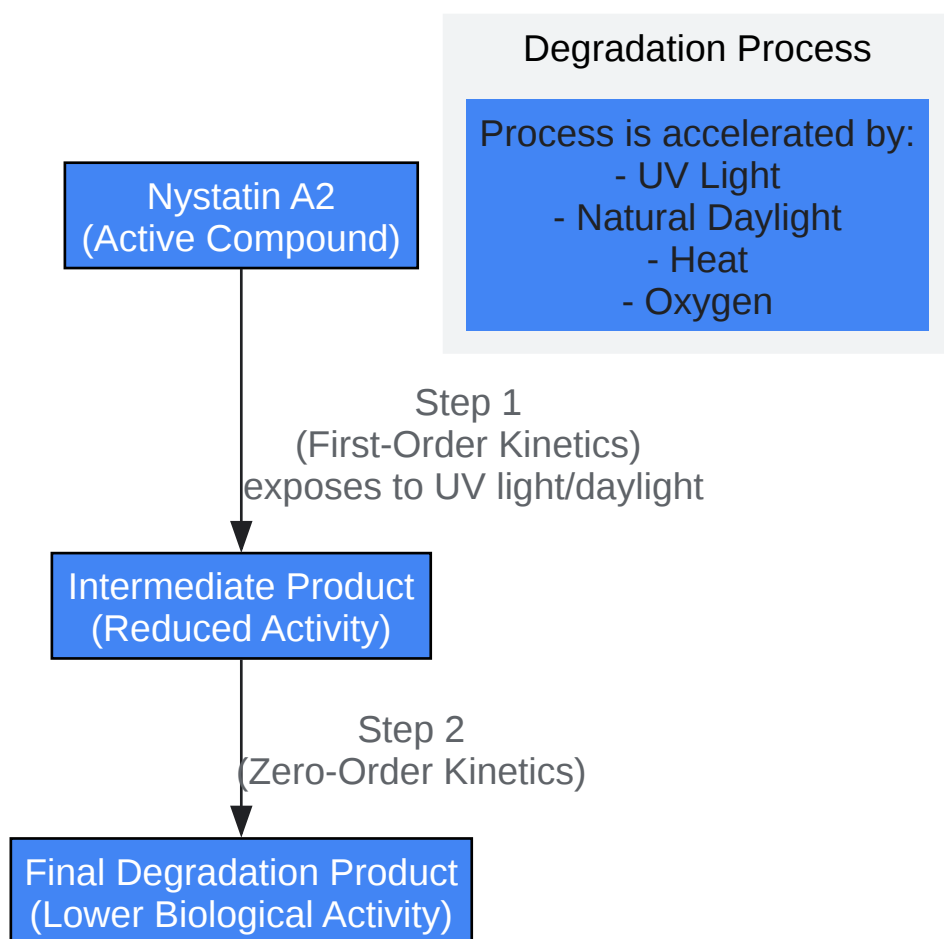 Degradation Process
Process is accelerated by:
- UV Light
- Natural Daylight
- Heat
- Oxygen
Nystatin A2
(Active Compound)
Step 1
(First-Order Kinetics)
exposes to UV light/daylight
Intermediate Product
(Reduced Activity)
Step 2
(Zero-Order Kinetics)
Final Degradation Product
(Lower Biological Activity)